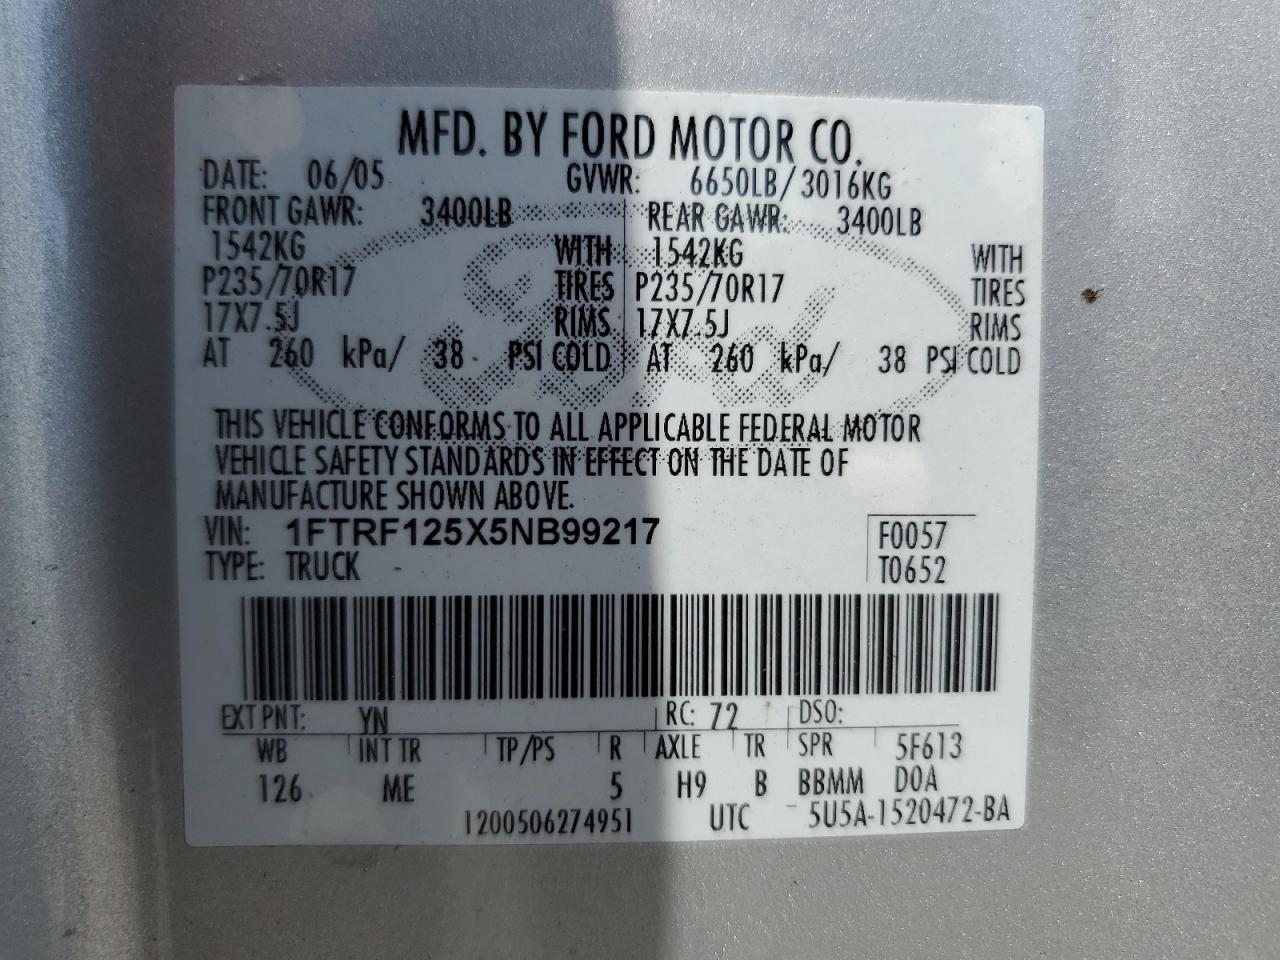 MFD. BY FORD MOTOR CO.
DATE: 06/05 GVWR: 6650LB/3016KG
FRONT GAWR: 3400LB REAR GAWR: 3400LB
1542KG WITH 1542KG WITH
P235/70R17 TIRES P235/70R17 TIRES
17X7.5J RIMS 17X7.5J RIMS
AT 260 kPa/ 38 PSI COLD AT 260 kPa/ 38 PSI COLD
Ford
THIS VEHICLE CONFORMS TO ALL APPLICABLE FEDERAL MOTOR
VEHICLE SAFETY STANDARDS IN EFFECT ON THE DATE OF
MANUFACTURE SHOWN ABOVE.
VIN: 1FTRF125X5NB99217 F0057
TYPE: TRUCK T0652
EXT PNT: YN RC: 72 DSO:
WB INT TR TP/PS R AXLE TR SPR 5F613
126 ME 5 H9 B BBMM DOA
1200506274951 UTC 5U5A-1520472-BA